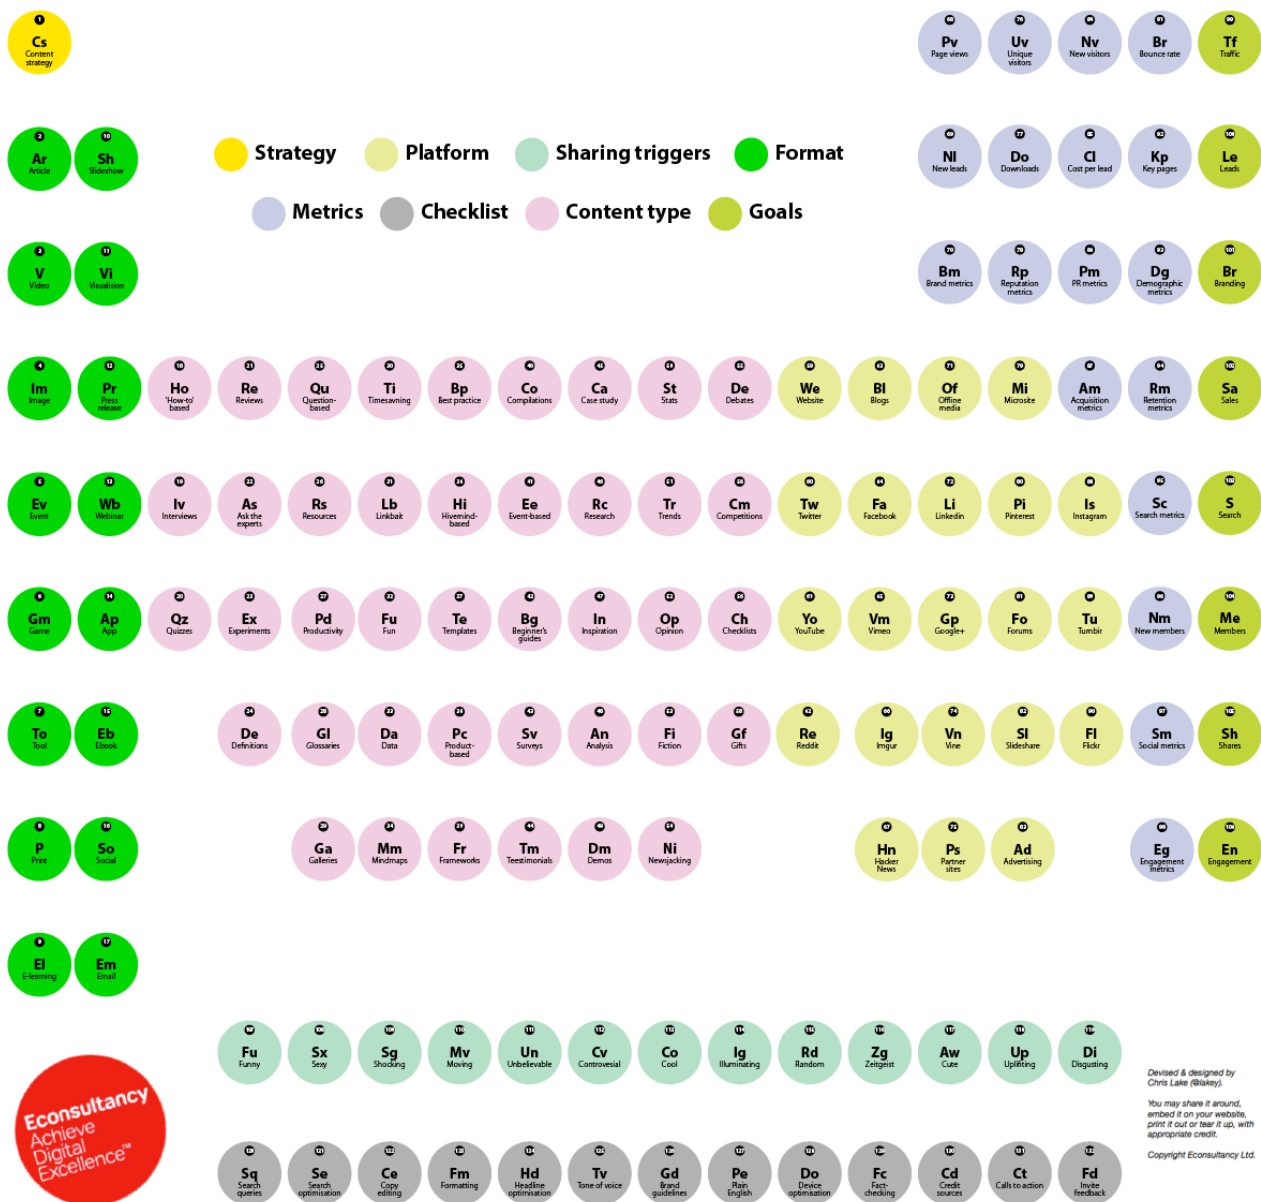 Cs
Content
strategy
Pv
Page views
Uv
Unique
visitors
Nv
New visitors
Br
Bounce rate
Tf
Traffic
Ar
Article
Sh
Slideshow
Strategy
Platform
Sharing triggers
Format
Metrics
Checklist
Content type
Goals
Nl
New leads
Do
Downloads
Cl
Cost per lead
Kp
Key pages
Le
Leads
V
Video
Vi
Visualision
Bm
Brand metrics
Rp
Reputation
metrics
Pm
PR metrics
Dg
Demographic
metrics
Br
Branding
Im
Image
Pr
Press
release
Ho
'How-to'
based
Re
Reviews
Qu
Question-
based
Ti
Timesavning
Bp
Best practice
Co
Compilations
Ca
Case study
St
Stats
De
Debates
We
Website
Bl
Blogs
Of
Offline
media
Mi
Microsite
Am
Acquisition
metrics
Rm
Retention
metrics
Sa
Sales
Ev
Event
Wb
Webinar
Iv
Interviews
As
Ask the
experts
Rs
Resources
Lb
Linkbait
Hi
Hivemind-
based
Ee
Event-based
Rc
Research
Tr
Trends
Cm
Competitions
Tw
Twitter
Fa
Facebook
Li
Linkedin
Pi
Pinterest
Is
Instagram
Sc
Search metrics
S
Search
Gm
Game
Ap
App
Qz
Quizzes
Ex
Experiments
Pd
Productivity
Fu
Fun
Te
Templates
Bg
Beginner's
guides
In
Inspiration
Op
Opinion
Ch
Checklists
Yo
YouTube
Vm
Vimeo
Gp
Google+
Fo
Forums
Tu
Tumblr
Nm
New members
Me
Members
To
Tool
Eb
Ebook
De
Definitions
Gl
Glossaries
Da
Data
Pc
Product-
based
Sv
Surveys
An
Analysis
Fi
Fiction
Gf
Gifts
Re
Reddit
Ig
Imgur
Vn
Vine
Sl
Slideshare
Fl
Flickr
Sm
Social metrics
Sh
Shares
P
Print
So
Social
Ga
Galleries
Mm
Mindmaps
Fr
Frameworks
Tm
Teestimonials
Dm
Demos
Ni
Newsjacking
Hn
Hacker
News
Ps
Partner
sites
Ad
Advertising
Eg
Engagement
metrics
En
Engagement
El
E-learning
Em
Email
Fu
Funny
Sx
Sexy
Sg
Shocking
Mv
Moving
Un
Unbelievable
Cv
Controvesial
Co
Cool
Ig
Illuminating
Rd
Random
Zg
Zeitgeist
Aw
Cute
Up
Uplifting
Di
Disgusting
Econsultancy
Achieve
Digital
Excellence™
Sq
Search
queries
Se
Search
optimisation
Ce
Copy
editing
Fm
Formatting
Hd
Headline
optimisation
Tv
Tone of voice
Gd
Brand
guidelines
Pe
Plain
English
Do
Device
optimisation
Fc
Fact-
checking
Cd
Credit
sources
Ct
Calls to action
Fd
Invite
feedback
Devised & designed by
Chris Lake (@lakey).
You may share it around,
embed it on your website,
print it out or tear it up, with
appropriate credit.
Copyright Econsultancy Ltd.